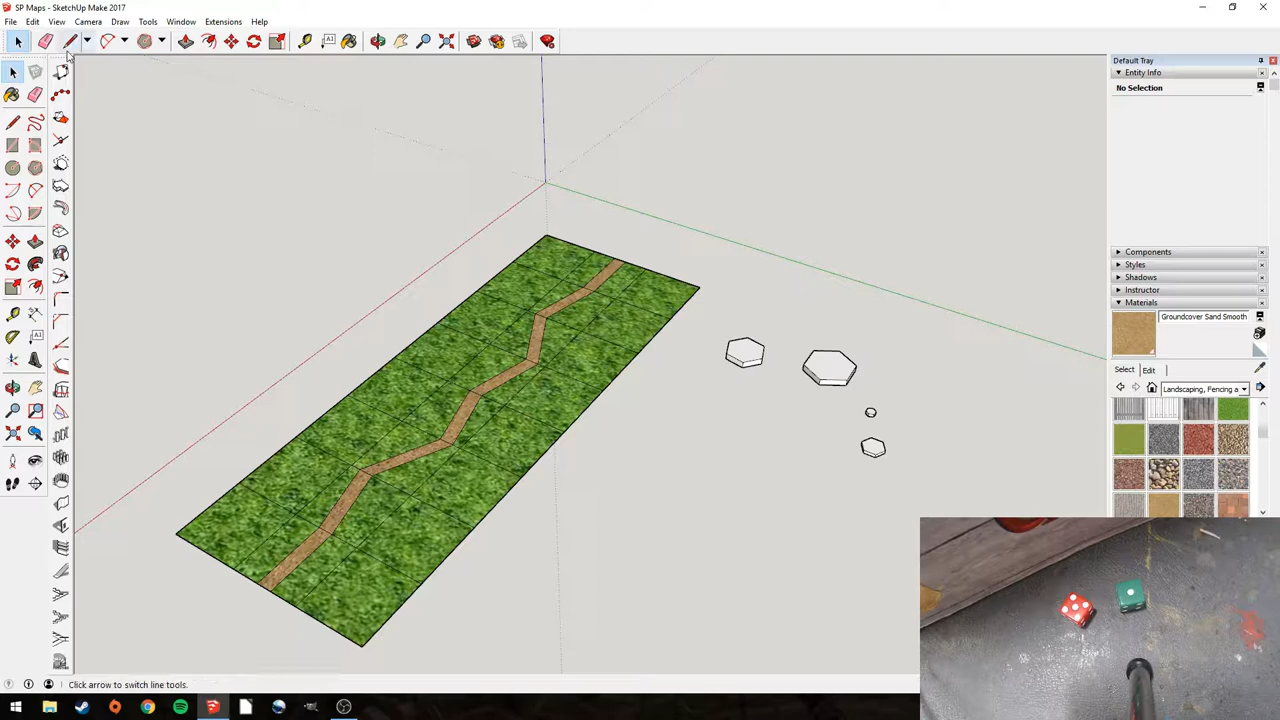 SP Maps - SketchUp Make 2017
File Edit View Camera Draw Tools Window Extensions Help
Default Tray
Entity Info
No Selection
Components
Styles
Shadows
Instructor
Materials
Groundcover Sand Smooth
Select Edit
Landscaping, Fencing a
Click arrow to switch line tools.